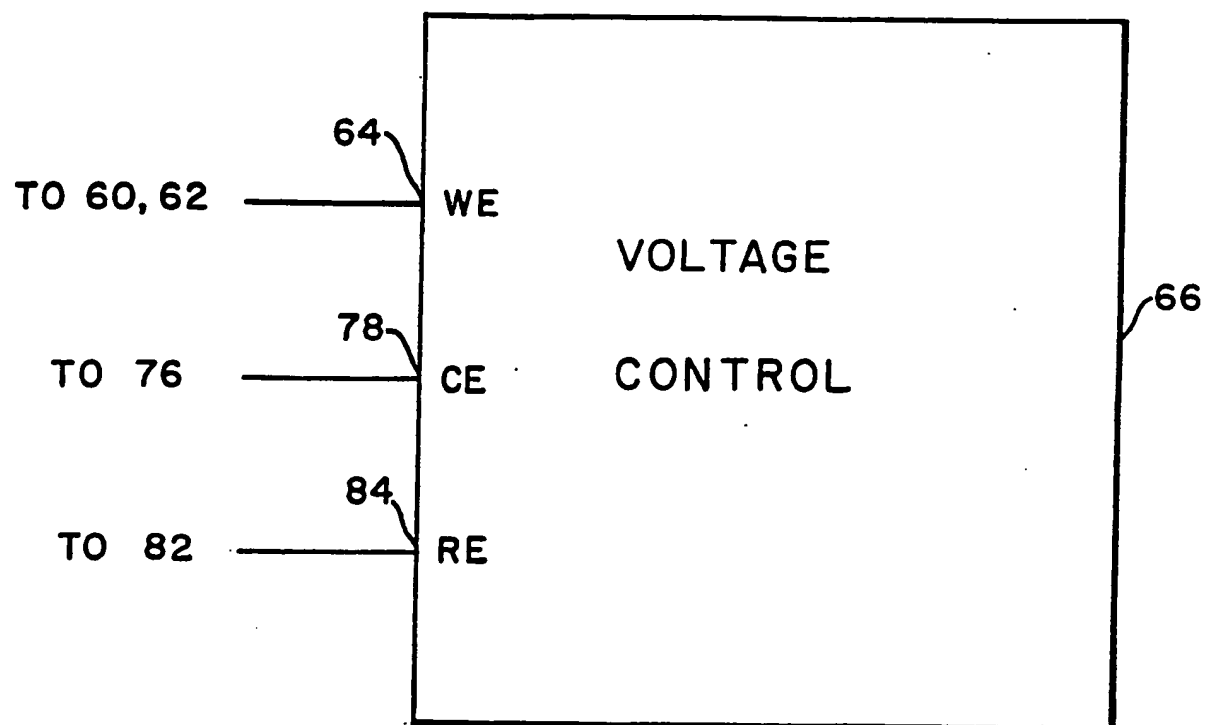 64
TO 60, 62 WE
VOLTAGE
66
78
TO 76 CE CONTROL
84
TO 82 RE